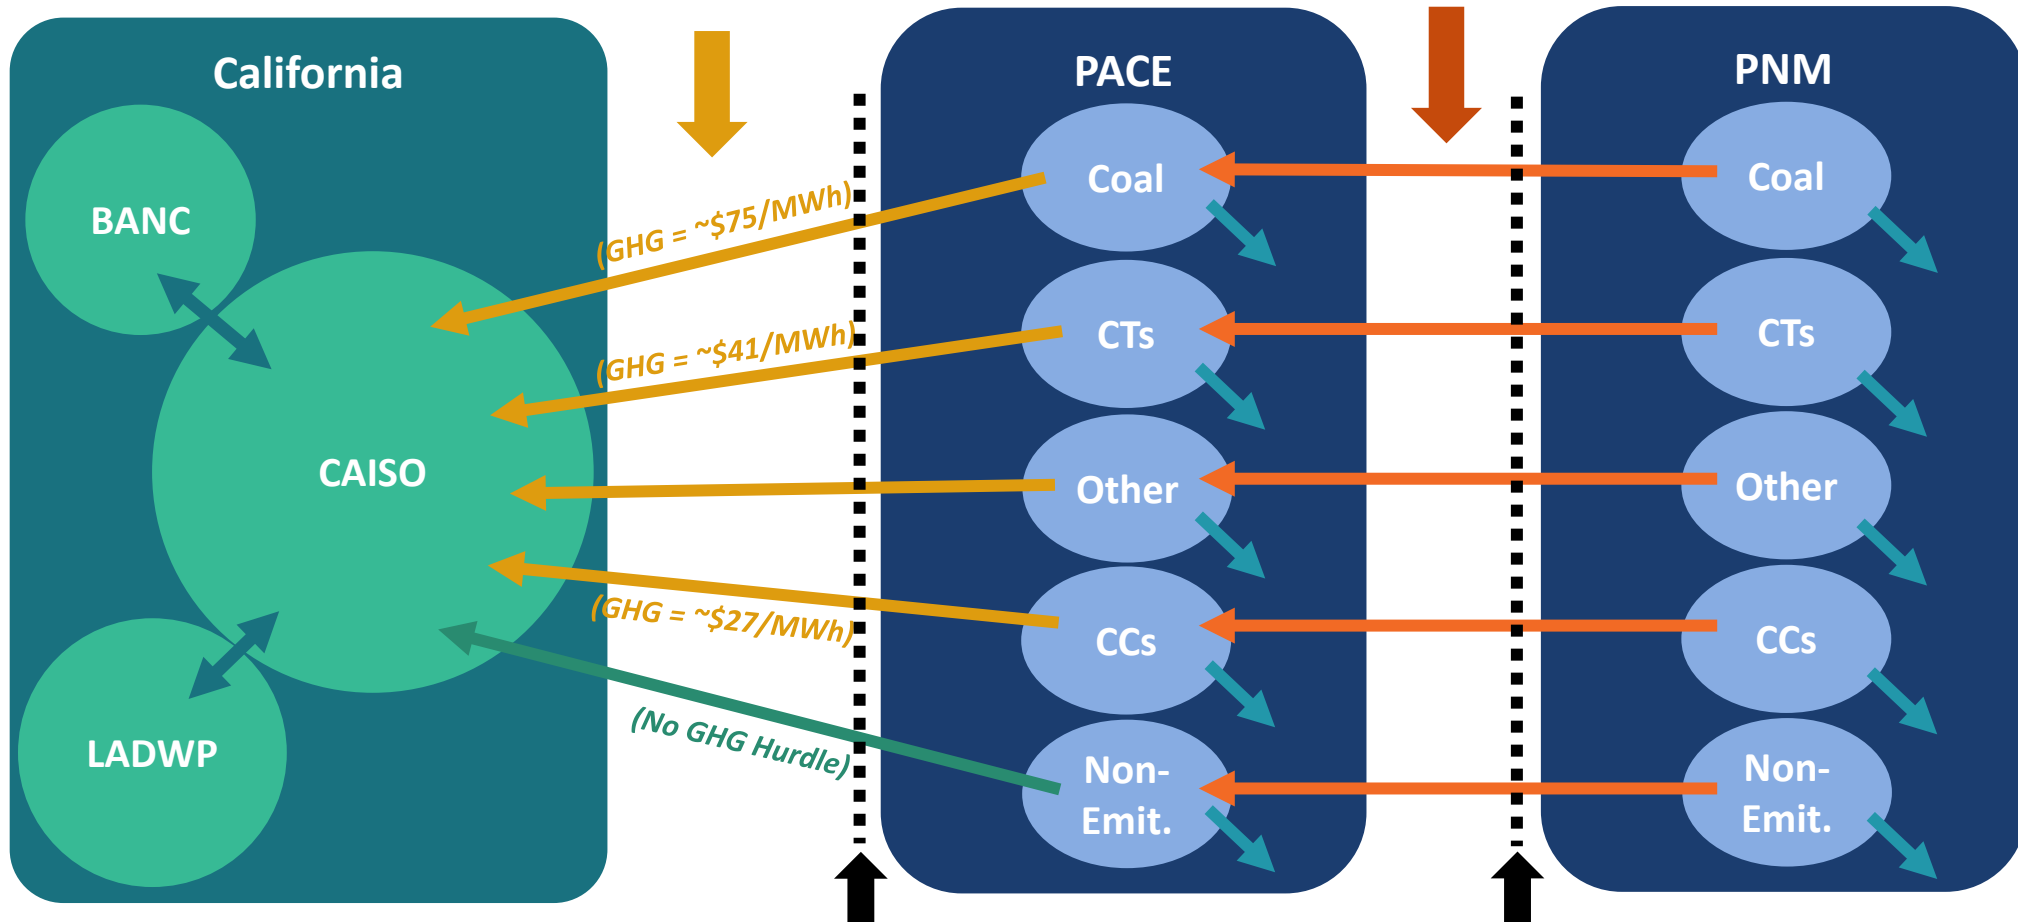 California
BANC
CAISO
LADWP
(GHG = ~$75/MWh)
(GHG = ~$41/MWh)
(GHG = ~$27/MWh)
(No GHG Hurdle)
PACE
Coal
CTs
Other
CCs
Non-
Emit.
PNM
Coal
CTs
Other
CCs
Non-
Emit.